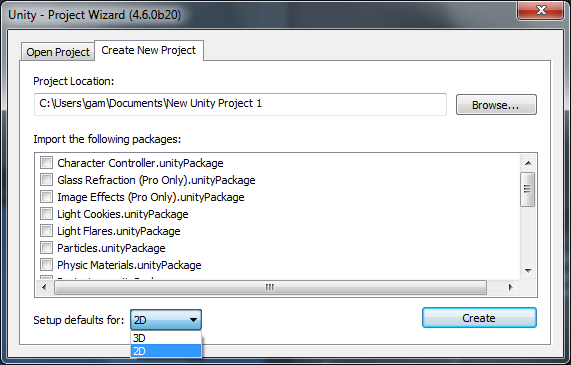 Unity - Project Wizard (4.6.0b20)
Open Project
Create New Project
Project Location:
C:\Users\gam\Documents\New Unity Project 1
Browse...
Import the following packages:
Character Controller.unityPackage
Glass Refraction (Pro Only).unityPackage
Image Effects (Pro Only).unityPackage
Light Cookies.unityPackage
Light Flares.unityPackage
Particles.unityPackage
Physic Materials.unityPackage
Setup defaults for:
2D
Create
3D
2D